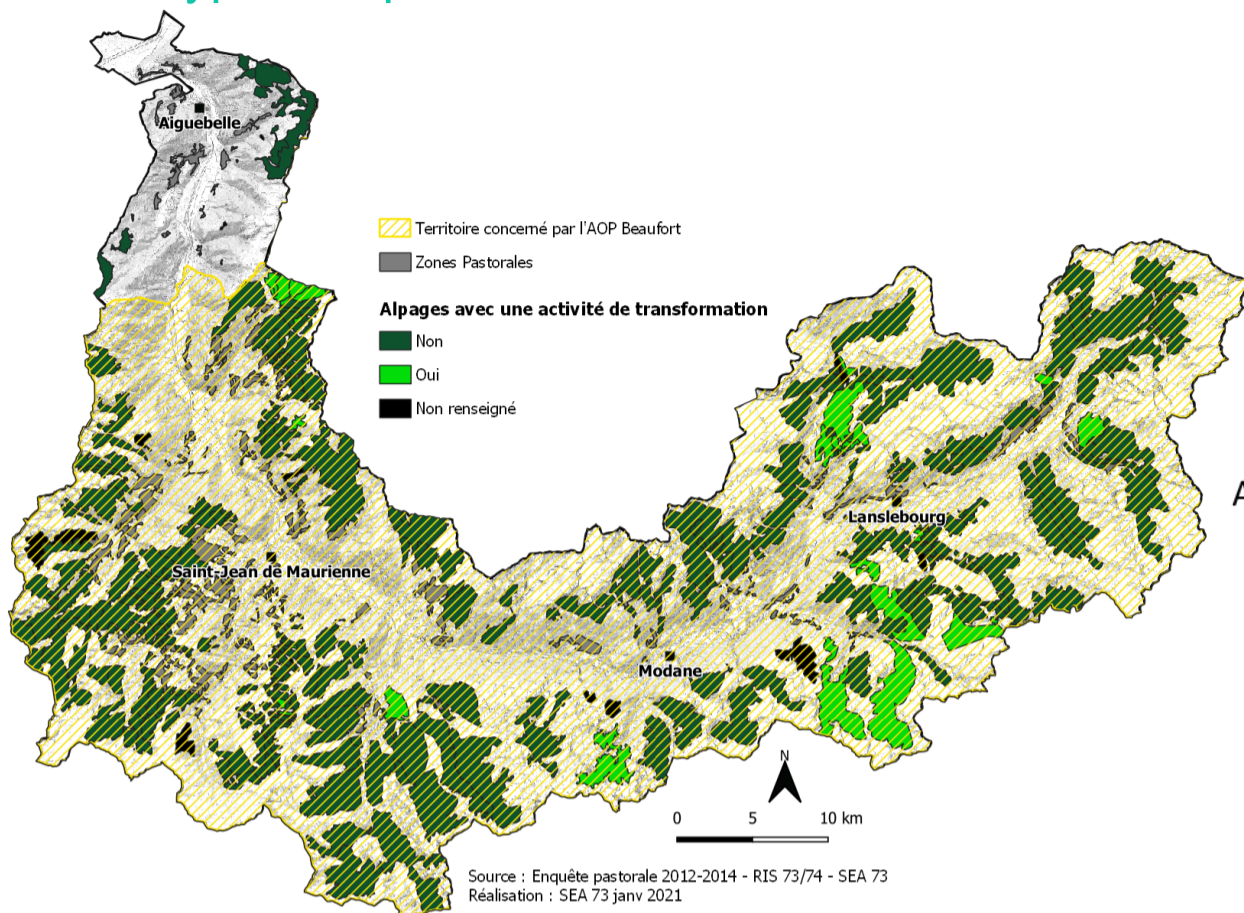 Aiguebelle
Territoire concerné par l'AOP Beaufort
Zones Pastorales
Alpages avec une activité de transformation
Non
Oui
Non renseigné
A
Lanslebourg
Saint-Jean de Maurienne
Modane
N
0 5 10 km
Source : Enquête pastorale 2012-2014 - RIS 73/74 - SEA 73
Réalisation : SEA 73 janv 2021